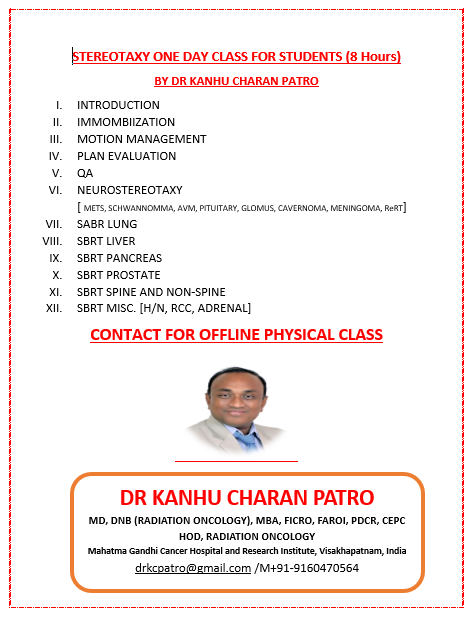 STEREOTAXY ONE DAY CLASS FOR STUDENTS (8 Hours)
BY DR KANHU CHARAN PATRO
I. INTRODUCTION
II. IMMOMBIIZATION
III. MOTION MANAGEMENT
IV. PLAN EVALUATION
V. QA
VI. NEUROSTEREOTAXY
[ METS, SCHWANNOMMA, AVM, PITUITARY, GLOMUS, CAVERNOMA, MENINGOMA, ReRT]
VII. SABR LUNG
VIII. SBRT LIVER
IX. SBRT PANCREAS
X. SBRT PROSTATE
XI. SBRT SPINE AND NON-SPINE
XII. SBRT MISC. [H/N, RCC, ADRENAL]
CONTACT FOR OFFLINE PHYSICAL CLASS
DR KANHU CHARAN PATRO
MD, DNB (RADIATION ONCOLOGY), MBA, FICRO, FAROI, PDCR, CEPC
HOD, RADIATION ONCOLOGY
Mahatma Gandhi Cancer Hospital and Research Institute, Visakhapatnam, India
drkcpatro@gmail.com /M+91-9160470564